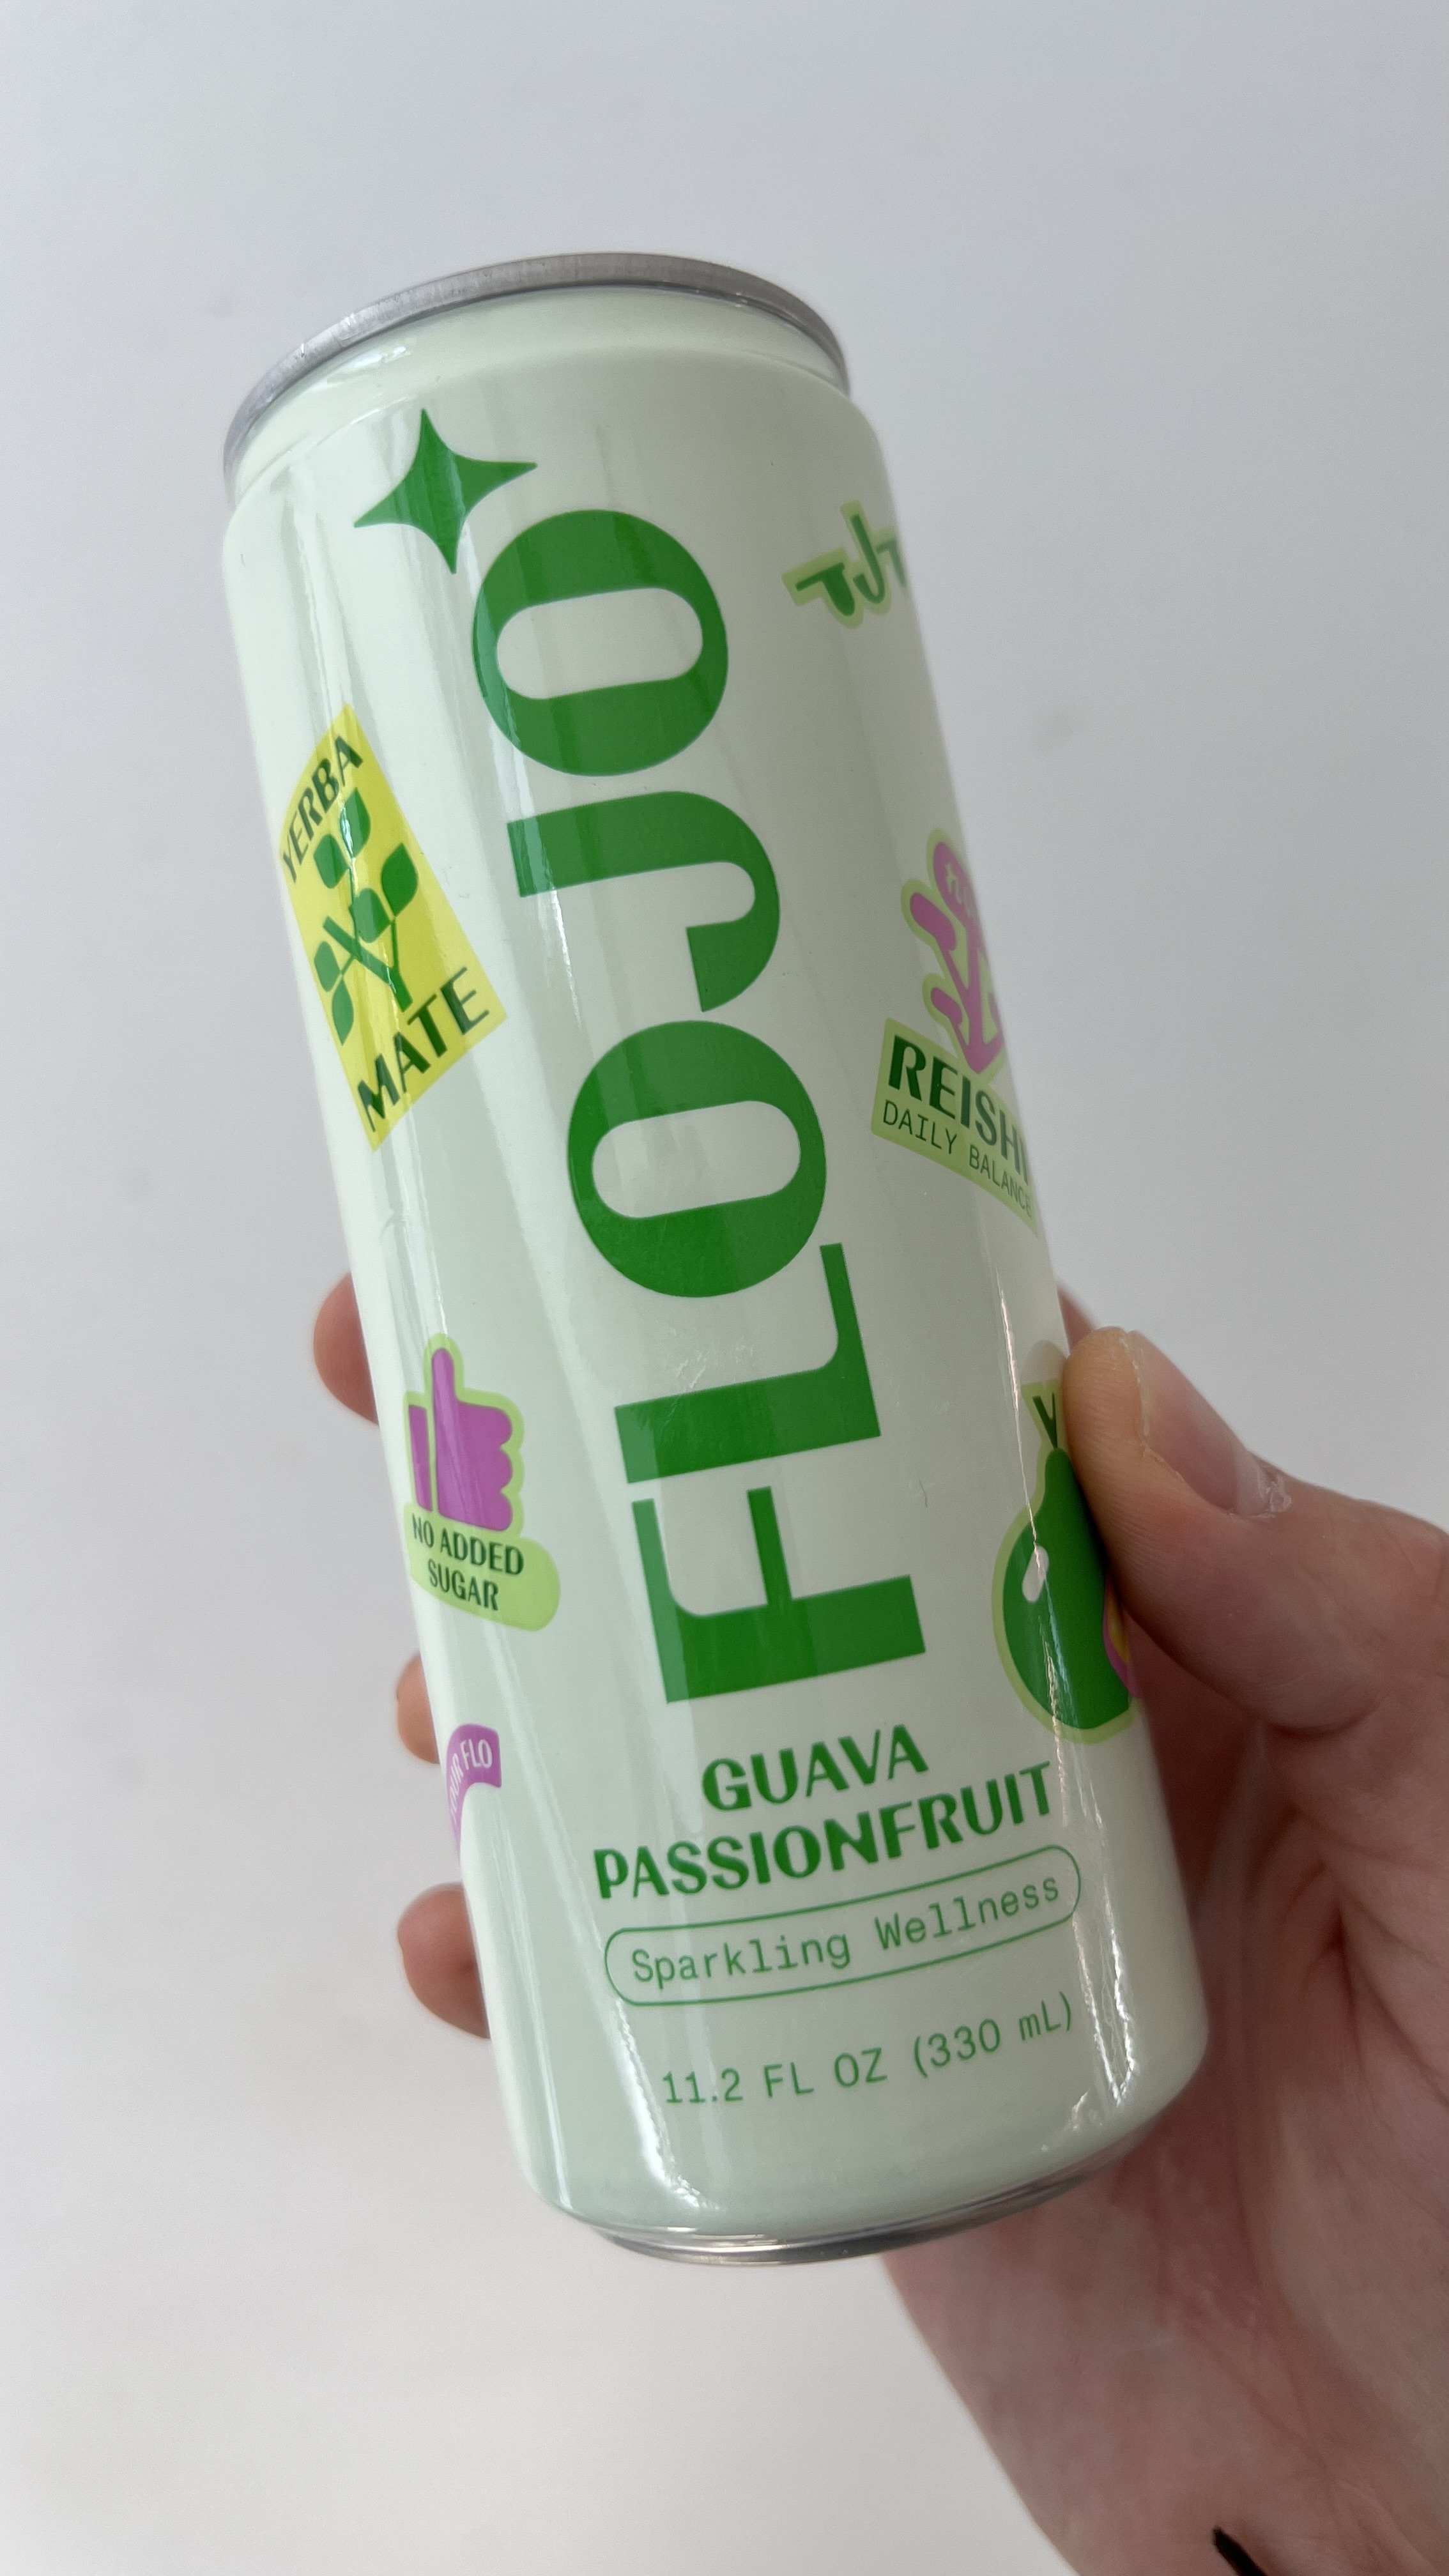 FLOJO
YERBA
MATE
REISHI
DAILY BALANCE
NO ADDED
SUGAR
FLO
GUAVA
PASSIONFRUIT
Sparkling Wellness
11.2 FL OZ (330 mL)